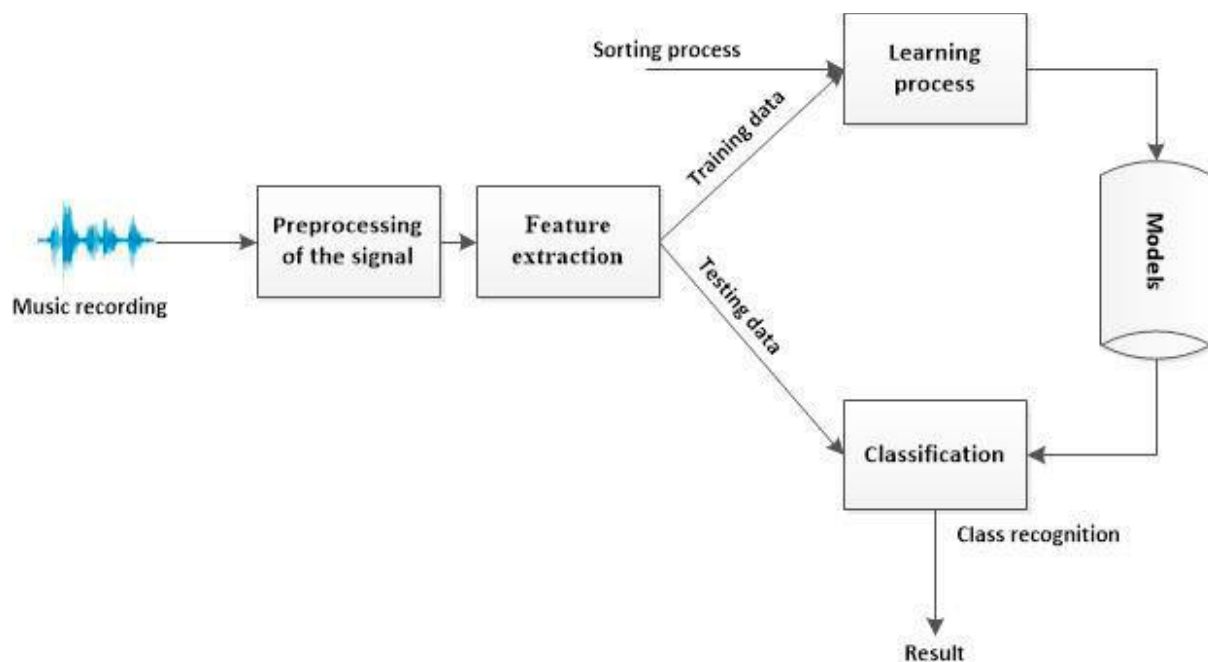 Sorting process
Learning
process
Training data
Music recording
Preprocessing
of the signal
Feature
extraction
Models
Testing data
Classification
Class recognition
Result